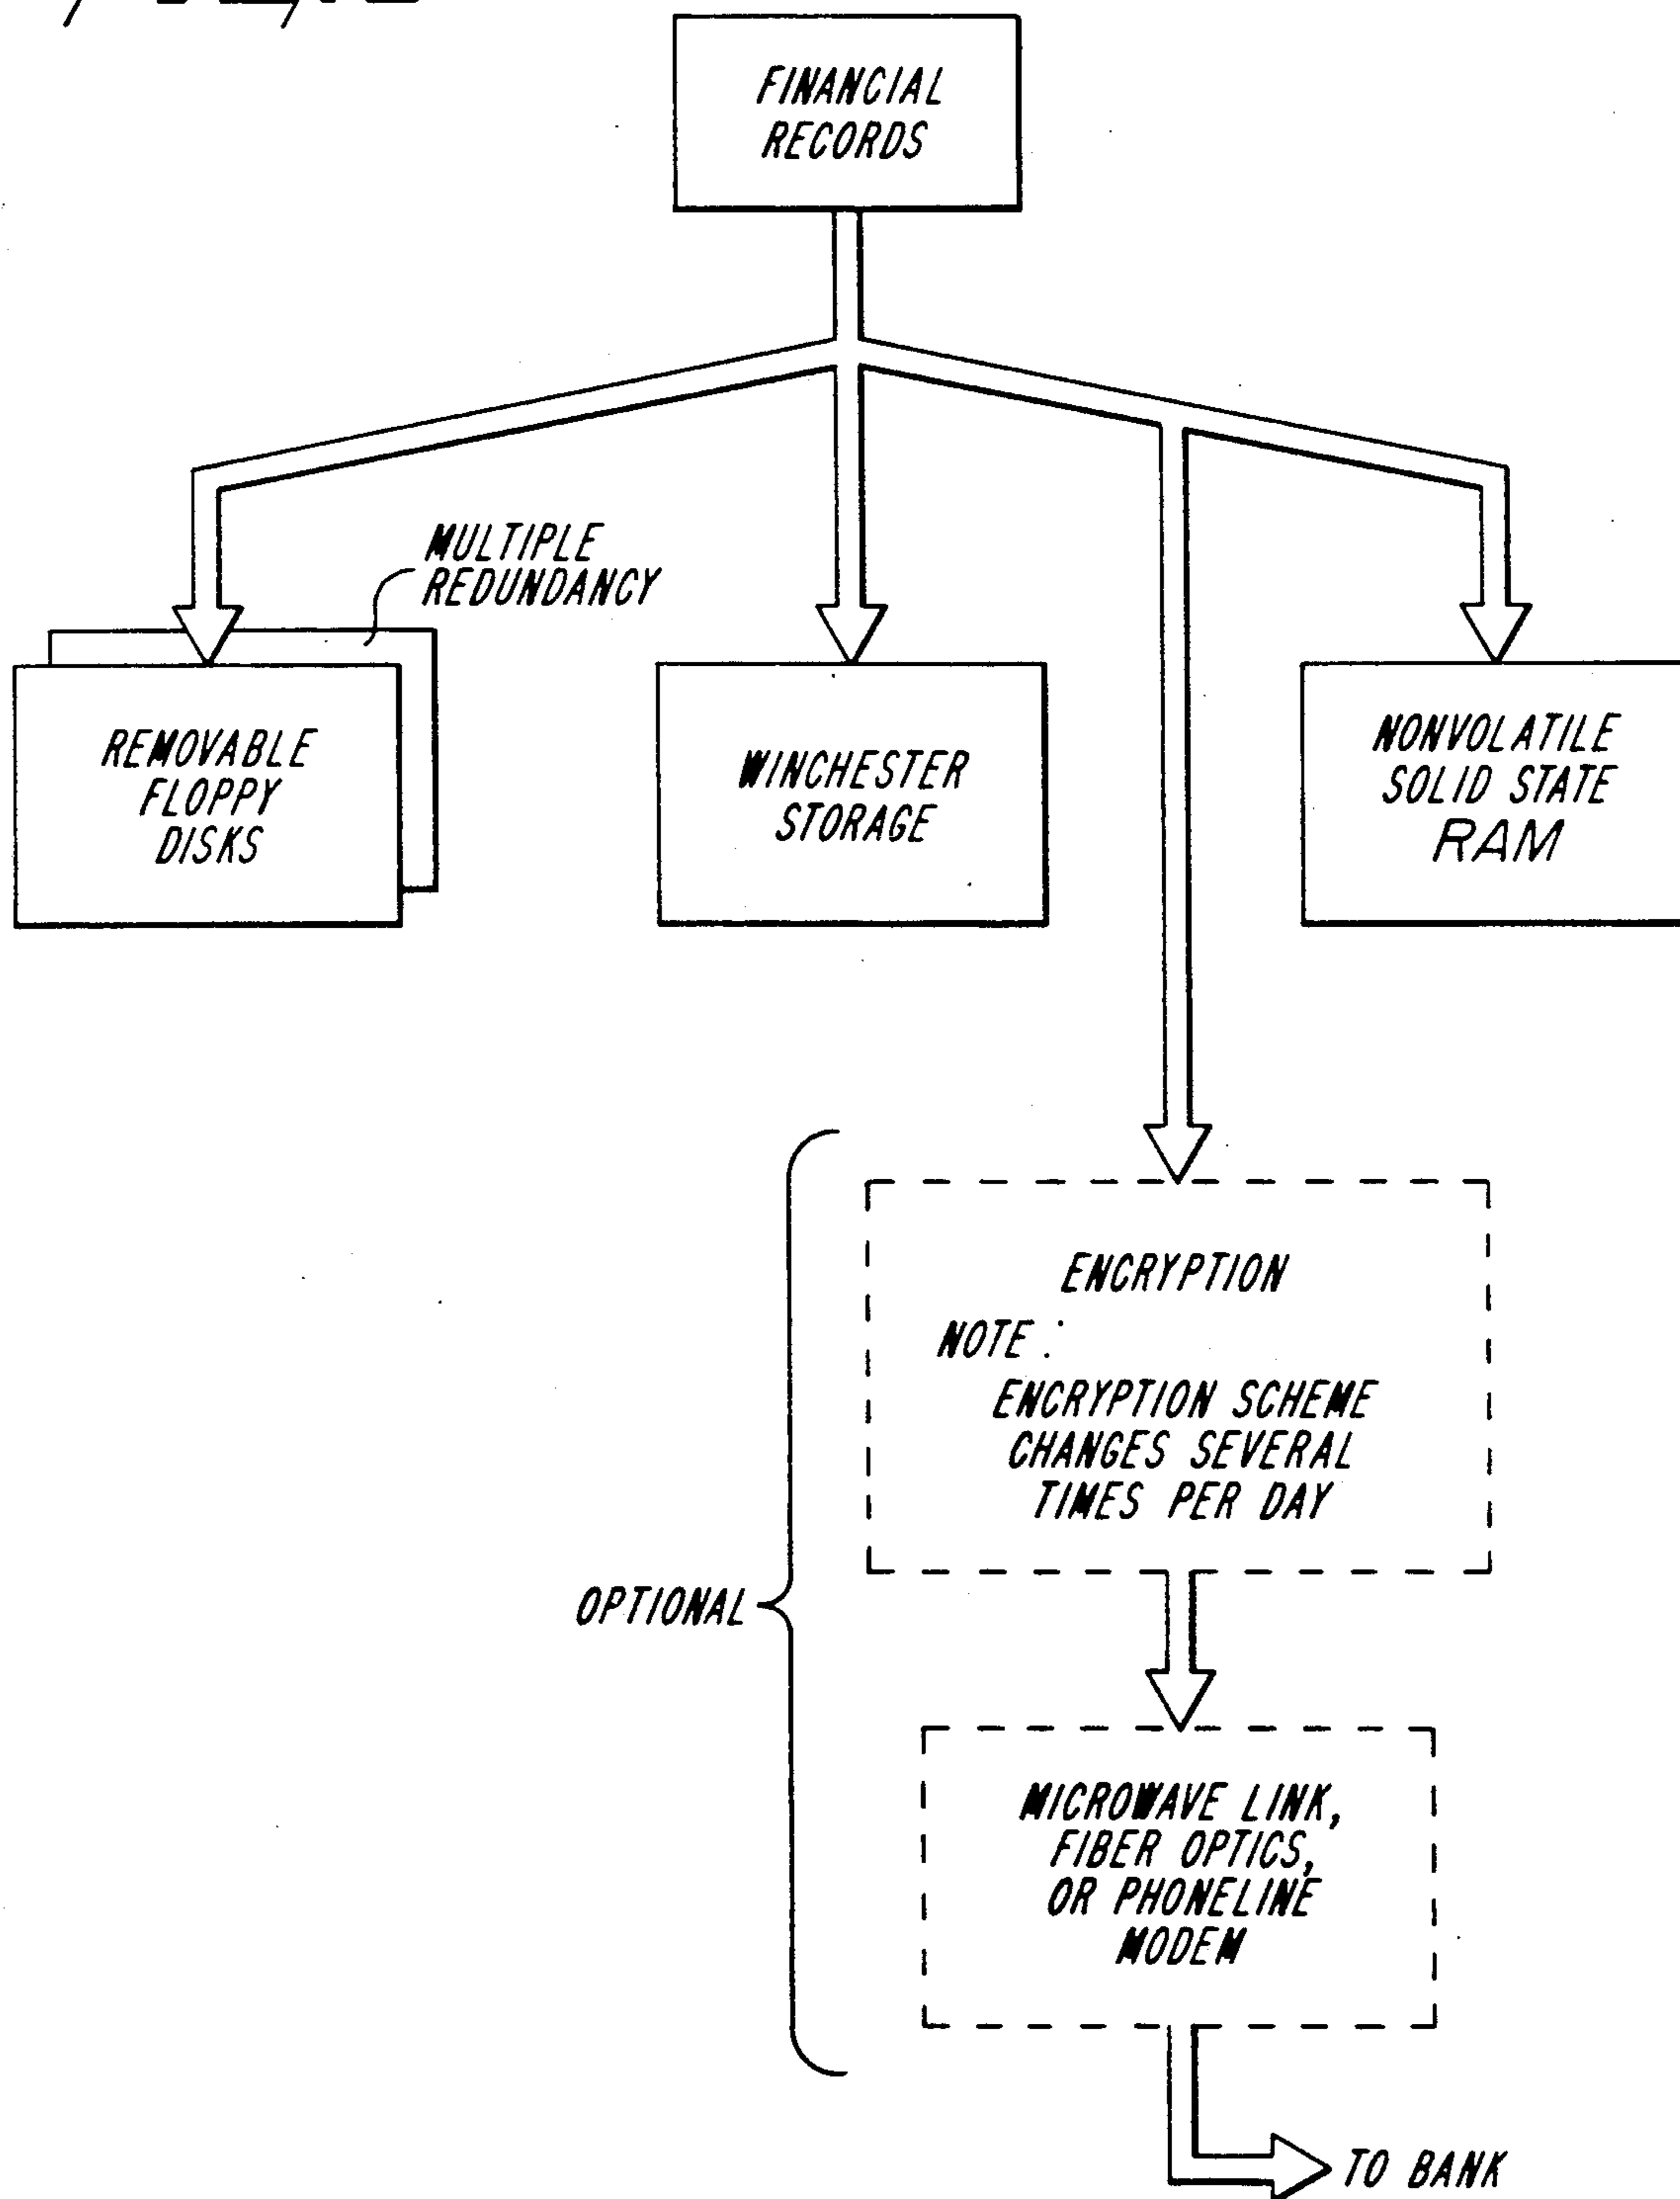 FINANCIAL
RECORDS
MULTIPLE
REDUNDANCY
REMOVABLE
FLOPPY
DISKS
WINCHESTER
STORAGE
NONVOLATILE
SOLID STATE
RAM
ENCRYPTION
NOTE :
ENCRYPTION SCHEME
CHANGES SEVERAL
TIMES PER DAY
OPTIONAL
MICROWAVE LINK,
FIBER OPTICS,
OR PHONELINE
MODEM
TO BANK